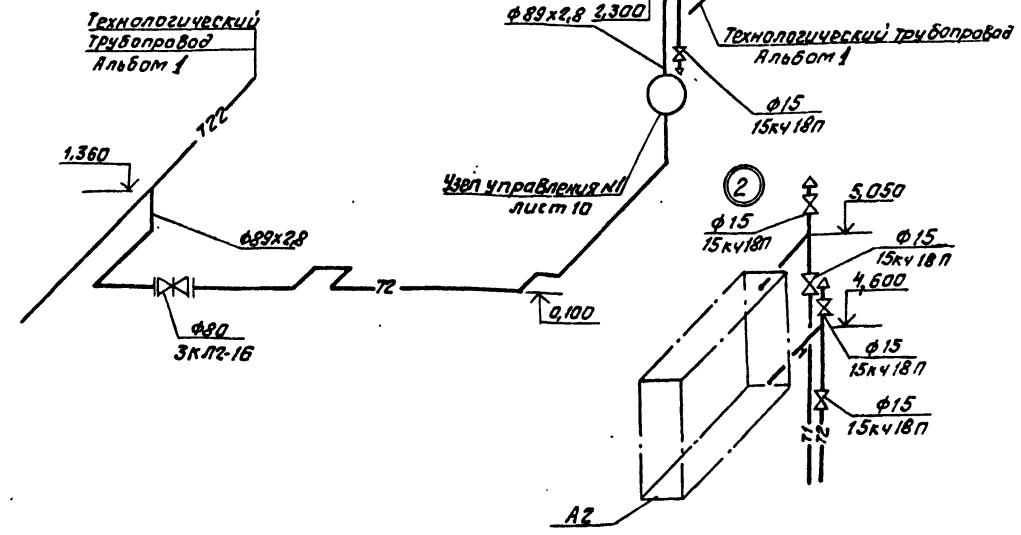 Технологический
трубопровод
Альбом 1
Т22
1,360
ф89х2,8
ф80
3КЛ2-16
Т2
0,100
ф89х2,8 2,300
Технологический трубопровод
Альбом 1
ф15
15кч18п
Узел управления №1
лист 10
2
ф15
15кч18п
5,050
ф15
15кч18п
4,600
ф15
15кч18п
ф15
15кч18п
Т1
Т2
А2